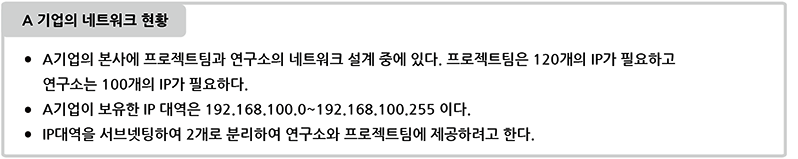 A 기업의 네트워크 현황
• A기업의 본사에 프로젝트팀과 연구소의 네트워크 설계 중에 있다. 프로젝트팀은 120개의 IP가 필요하고
연구소는 100개의 IP가 필요하다.
• A기업이 보유한 IP 대역은 192.168.100.0~192.168.100.255 이다.
• IP대역을 서브넷팅하여 2개로 분리하여 연구소와 프로젝트팀에 제공하려고 한다.